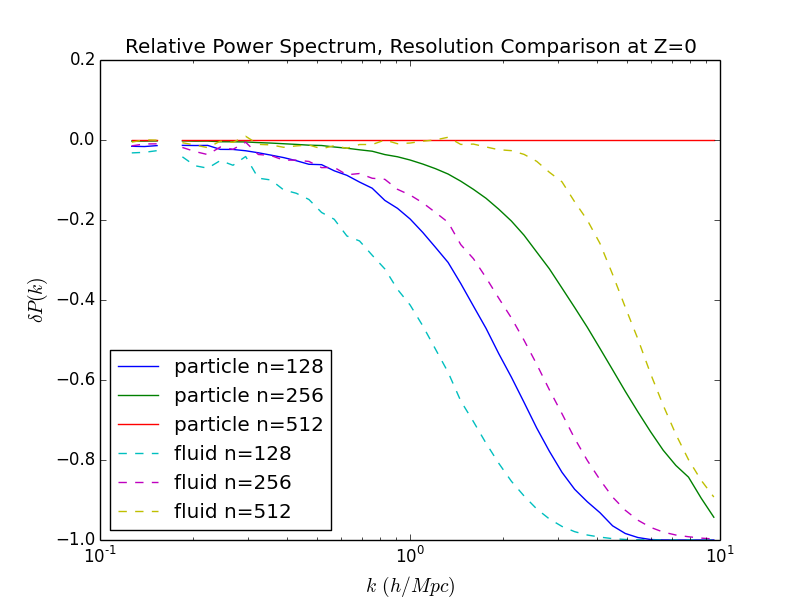 Relative Power Spectrum, Resolution Comparison at Z=0
0.2
0.0
−0.2
−0.4
−0.6
−0.8
−1.0
δP(k)
particle n=128
particle n=256
particle n=512
fluid n=128
fluid n=256
fluid n=512
10⁻¹ 10⁰ 10¹
k (h/Mpc)